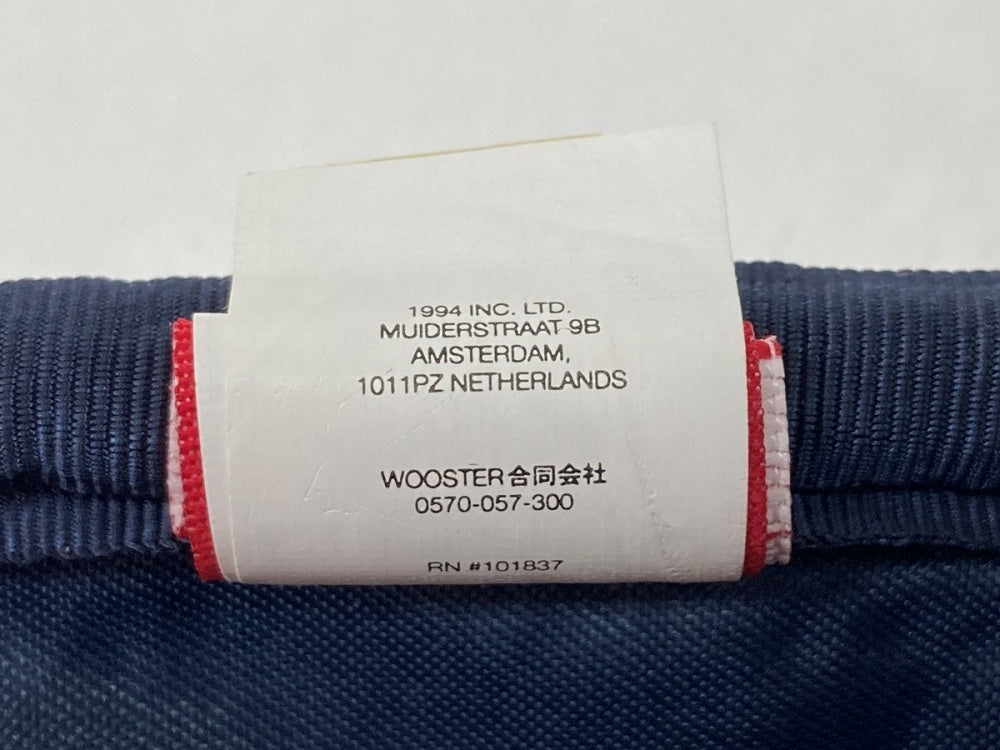 1994 INC. LTD.
MUIDERSTRAAT 9B
AMSTERDAM,
1011PZ NETHERLANDS
WOOSTER合同会社
0570-057-300
RN #101837